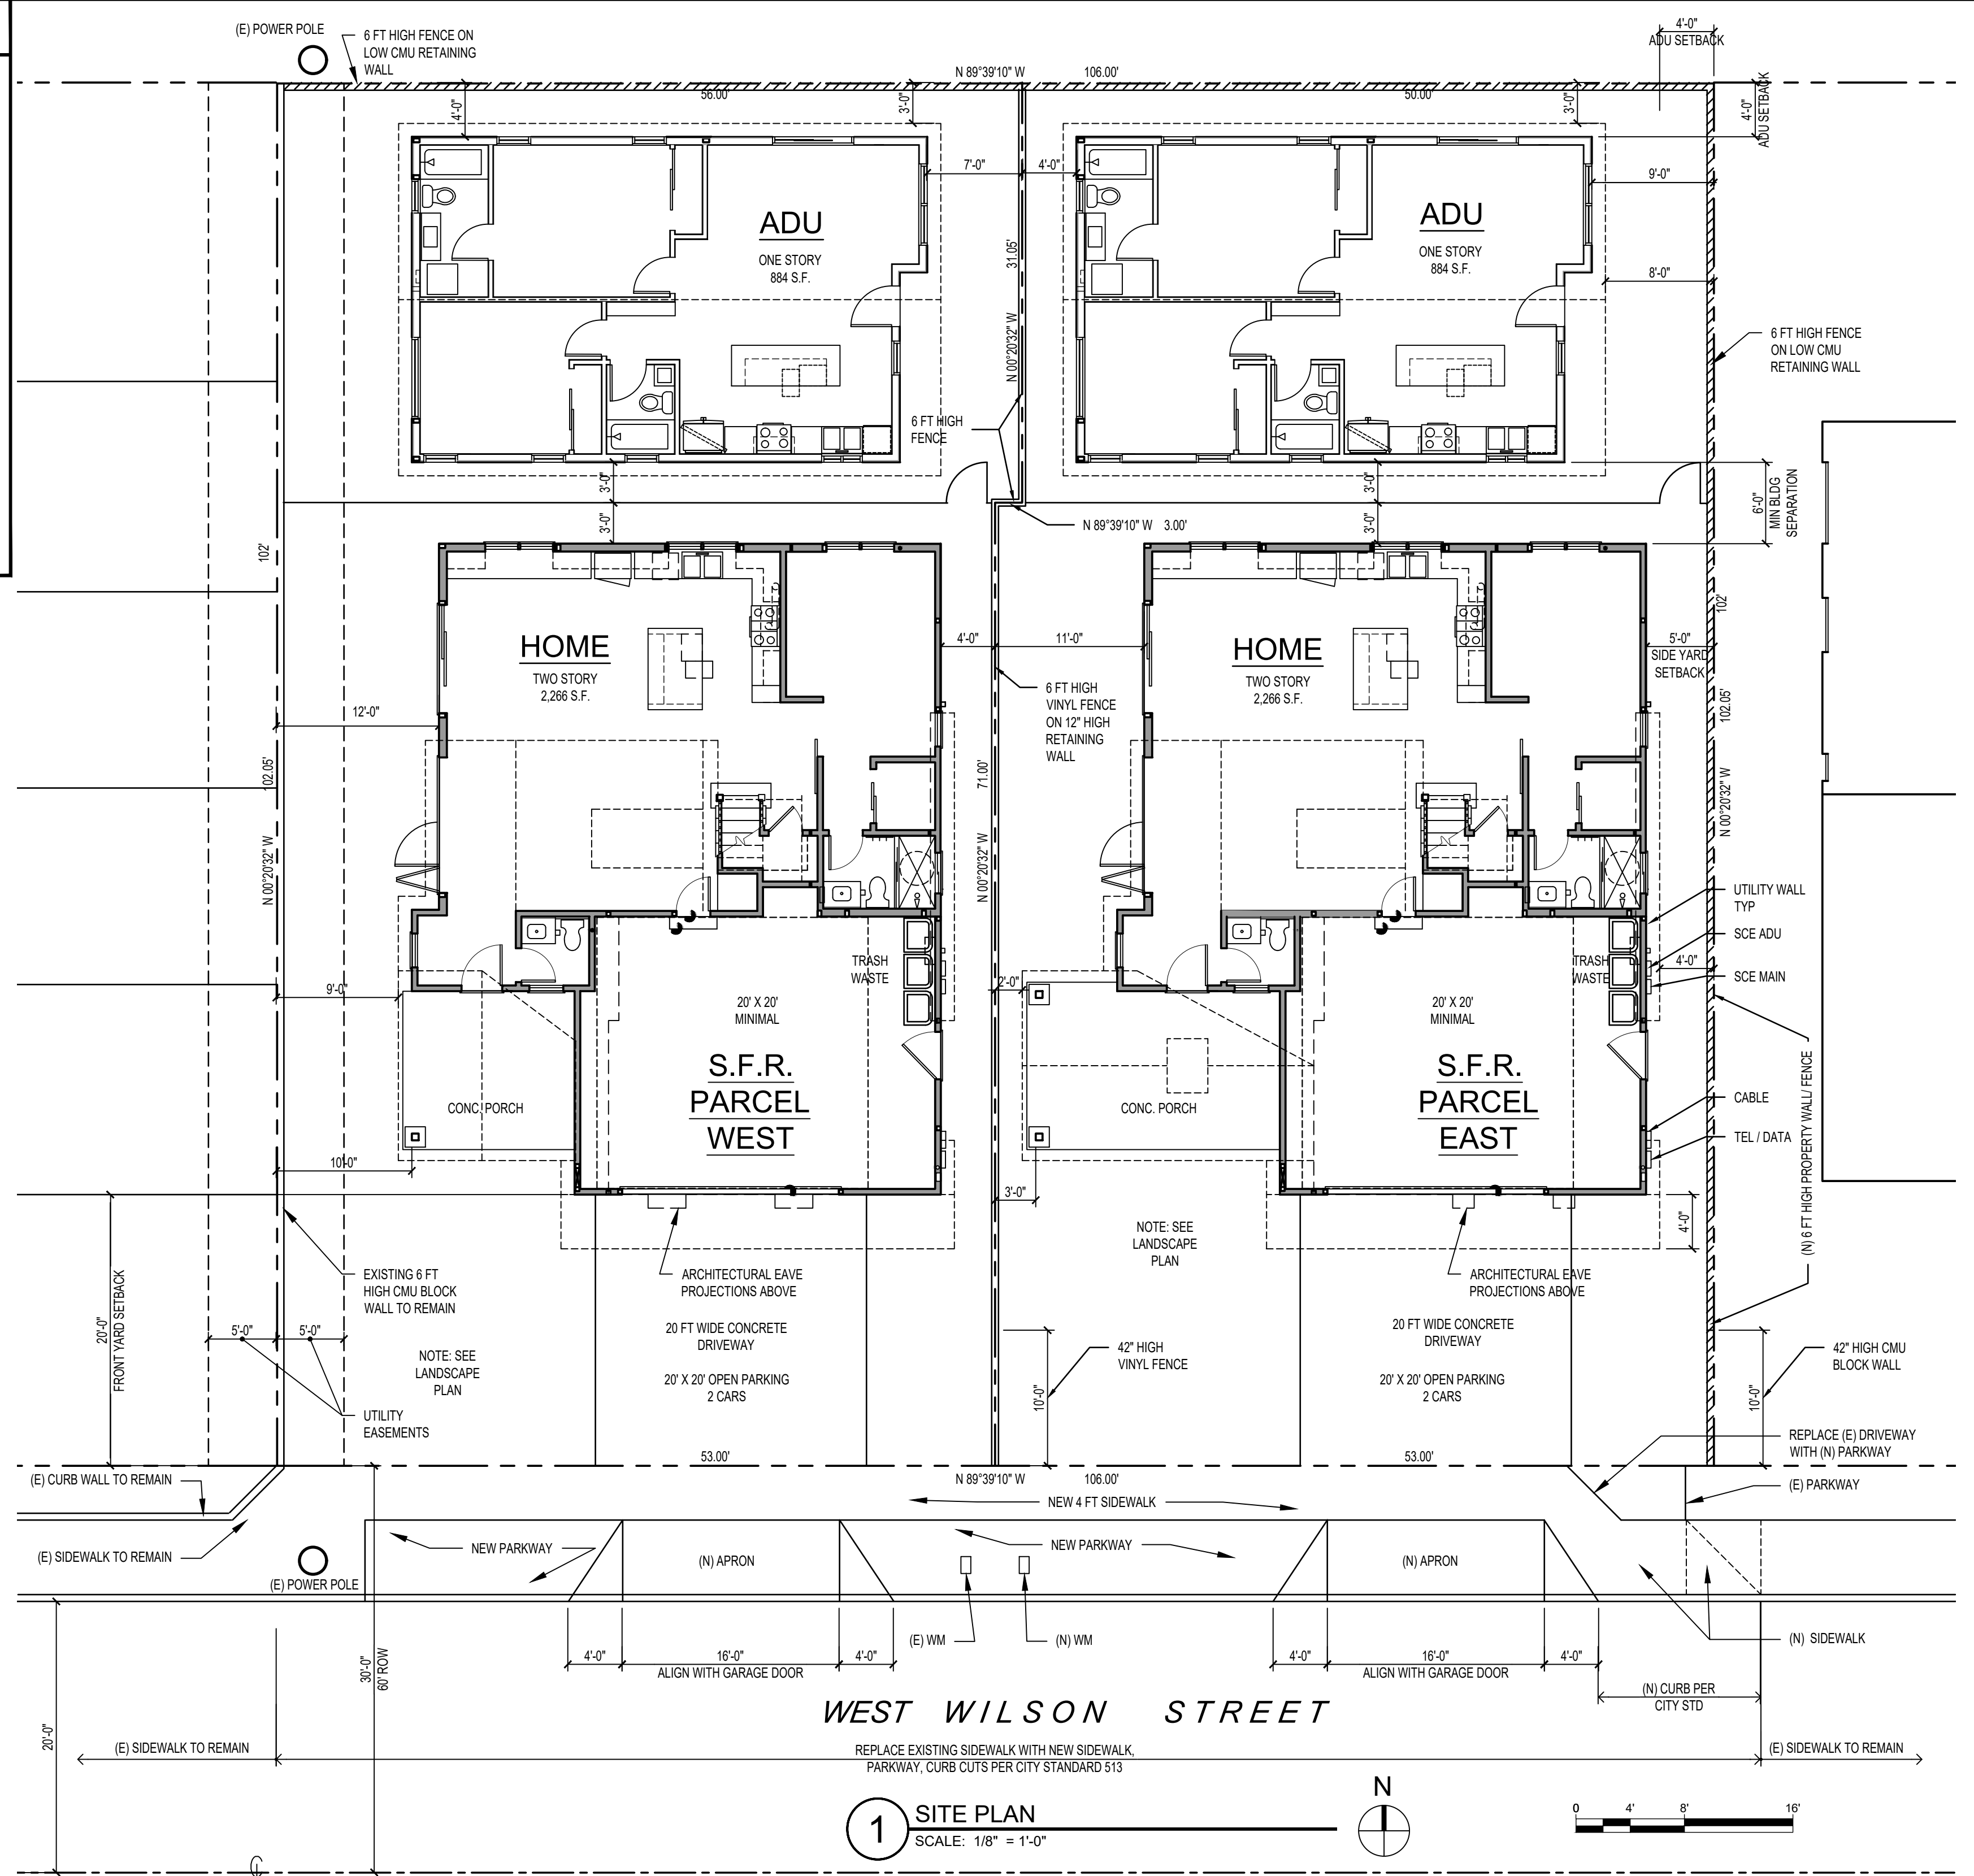 (E) POWER POLE
6 FT HIGH FENCE ON
LOW CMU RETAINING
WALL
N 89°39'10" W 106.00'
4'-0"
ADU SETBACK
56.00'
50.00'
4'-0"
3'-0"
3'-0"
4'-0"
ADU SETBACK
7'-0"
4'-0"
9'-0"
ADU
ONE STORY
884 S.F.
ADU
ONE STORY
884 S.F.
31.05'
N 00°20'32" W
8'-0"
6 FT HIGH FENCE
ON LOW CMU
RETAINING WALL
6 FT HIGH
FENCE
3'-0"
3'-0"
3'-0"
3'-0"
6'-0"
MIN BLDG
SEPARATION
N 89°39'10" W 3.00'
102'
102'
HOME
TWO STORY
2,266 S.F.
HOME
TWO STORY
2,266 S.F.
4'-0"
11'-0"
5'-0"
SIDE YARD
SETBACK
6 FT HIGH
VINYL FENCE
ON 12" HIGH
RETAINING
WALL
12'-0"
102.05'
N 00°20'32" W
71.00'
N 00°20'32" W
102.05'
N 00°20'32" W
UTILITY WALL
TYP
SCE ADU
SCE MAIN
4'-0"
TRASH
WASTE
TRASH
WASTE
9'-0"
2'-0"
20' X 20'
MINIMAL
20' X 20'
MINIMAL
S.F.R.
PARCEL
WEST
S.F.R.
PARCEL
EAST
CONC. PORCH
CONC. PORCH
CABLE
TEL / DATA
(N) 6 FT HIGH PROPERTY WALL/ FENCE
10'-0"
3'-0"
4'-0"
NOTE: SEE
LANDSCAPE
PLAN
EXISTING 6 FT
HIGH CMU BLOCK
WALL TO REMAIN
ARCHITECTURAL EAVE
PROJECTIONS ABOVE
ARCHITECTURAL EAVE
PROJECTIONS ABOVE
20'-0"
FRONT YARD SETBACK
5'-0"
5'-0"
20 FT WIDE CONCRETE
DRIVEWAY
20 FT WIDE CONCRETE
DRIVEWAY
NOTE: SEE
LANDSCAPE
PLAN
20' X 20' OPEN PARKING
2 CARS
20' X 20' OPEN PARKING
2 CARS
42" HIGH
VINYL FENCE
10'-0"
42" HIGH CMU
BLOCK WALL
10'-0"
UTILITY
EASEMENTS
REPLACE (E) DRIVEWAY
WITH (N) PARKWAY
53.00'
53.00'
N 89°39'10" W 106.00'
(E) CURB WALL TO REMAIN
(E) PARKWAY
NEW 4 FT SIDEWALK
NEW PARKWAY
NEW PARKWAY
(E) SIDEWALK TO REMAIN
(N) APRON
(N) APRON
(E) POWER POLE
(E) WM
(N) WM
(N) SIDEWALK
4'-0"
16'-0"
4'-0"
ALIGN WITH GARAGE DOOR
4'-0"
16'-0"
4'-0"
ALIGN WITH GARAGE DOOR
30'-0"
60' ROW
20'-0"
(N) CURB PER
CITY STD
WEST WILSON STREET
(E) SIDEWALK TO REMAIN
REPLACE EXISTING SIDEWALK WITH NEW SIDEWALK,
PARKWAY, CURB CUTS PER CITY STANDARD 513
(E) SIDEWALK TO REMAIN
N
1
SITE PLAN
SCALE: 1/8" = 1'-0"
0 4' 8' 16'